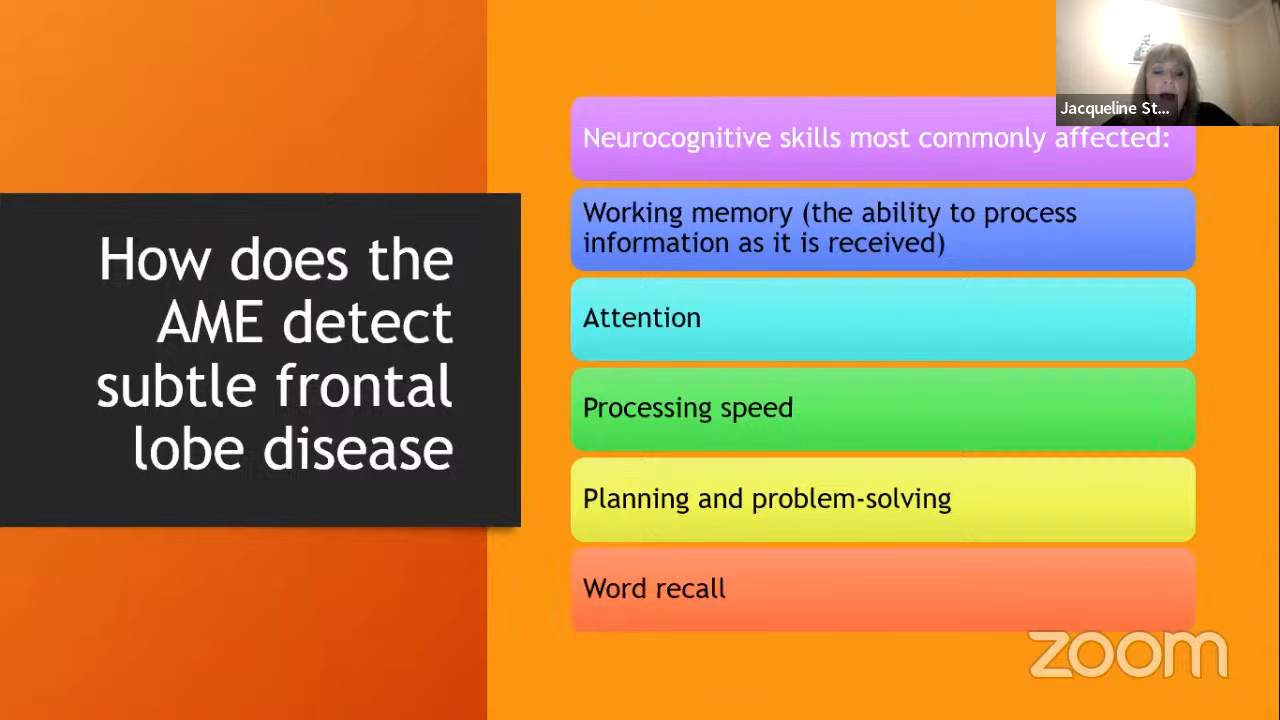 How does the
AME detect
subtle frontal
lobe disease
Neurocognitive skills most commonly affected:
Working memory (the ability to process
information as it is received)
Attention
Processing speed
Planning and problem-solving
Word recall
Jacqueline St...
zoom